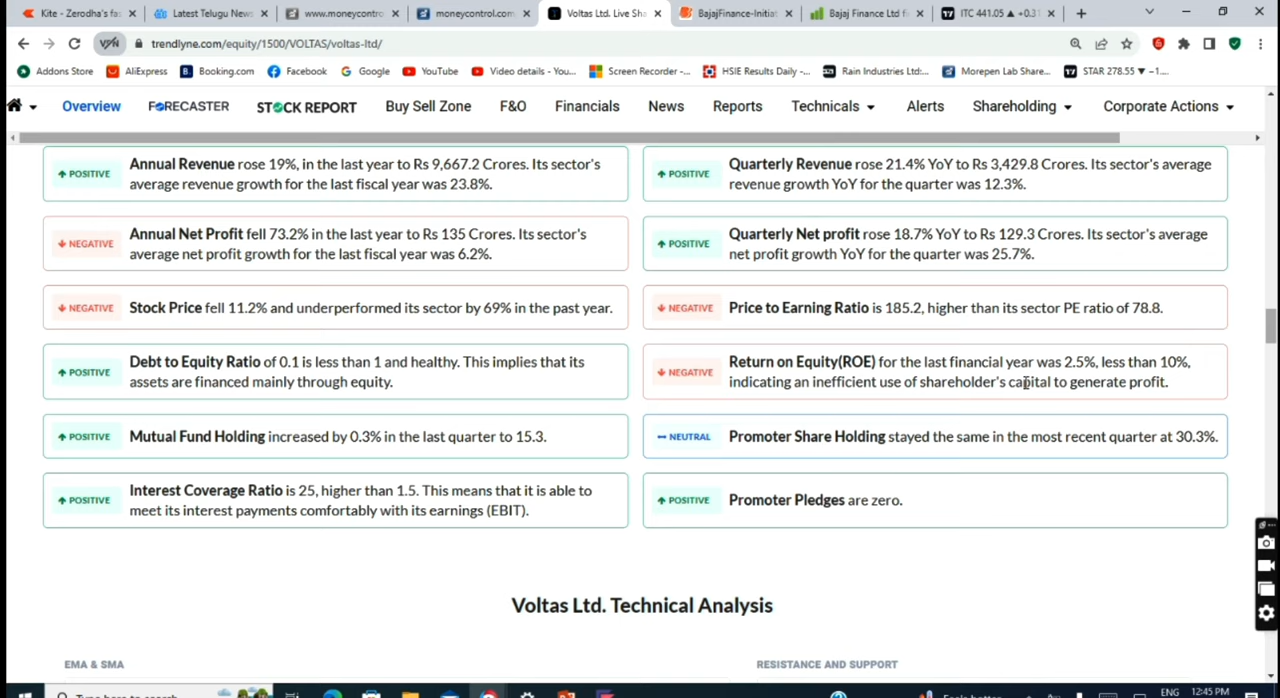 Kite - Zerodha's fa:
Latest Telugu News
www.moneycontro
moneycontrol.com
Voltas Ltd. Live Sha
BajajFinance-Initiat
Bajaj Finance Ltd f
ITC 441.05 ▲ +0.3
trendlyne.com/equity/1500/VOLTAS/voltas-ltd/
Addons Store AliExpress Booking.com Facebook Google YouTube Video details - You... Screen Recorder -... HSIE Results Daily -... Rain Industries Ltd:... Morepen Lab Share... STAR 278.55 ▼ −1....
Overview FORECASTER STOCK REPORT Buy Sell Zone F&O Financials News Reports Technicals Alerts Shareholding Corporate Actions
POSITIVE Annual Revenue rose 19%, in the last year to Rs 9,667.2 Crores. Its sector's
average revenue growth for the last fiscal year was 23.8%.
POSITIVE Quarterly Revenue rose 21.4% YoY to Rs 3,429.8 Crores. Its sector's average
revenue growth YoY for the quarter was 12.3%.
NEGATIVE Annual Net Profit fell 73.2% in the last year to Rs 135 Crores. Its sector's
average net profit growth for the last fiscal year was 6.2%.
POSITIVE Quarterly Net profit rose 18.7% YoY to Rs 129.3 Crores. Its sector's average
net profit growth YoY for the quarter was 25.7%.
NEGATIVE Stock Price fell 11.2% and underperformed its sector by 69% in the past year.
NEGATIVE Price to Earning Ratio is 185.2, higher than its sector PE ratio of 78.8.
POSITIVE Debt to Equity Ratio of 0.1 is less than 1 and healthy. This implies that its
assets are financed mainly through equity.
NEGATIVE Return on Equity(ROE) for the last financial year was 2.5%, less than 10%,
indicating an inefficient use of shareholder's capital to generate profit.
POSITIVE Mutual Fund Holding increased by 0.3% in the last quarter to 15.3.
NEUTRAL Promoter Share Holding stayed the same in the most recent quarter at 30.3%.
POSITIVE Interest Coverage Ratio is 25, higher than 1.5. This means that it is able to
meet its interest payments comfortably with its earnings (EBIT).
POSITIVE Promoter Pledges are zero.
Voltas Ltd. Technical Analysis
EMA & SMA
RESISTANCE AND SUPPORT
ENG 12:45 PM